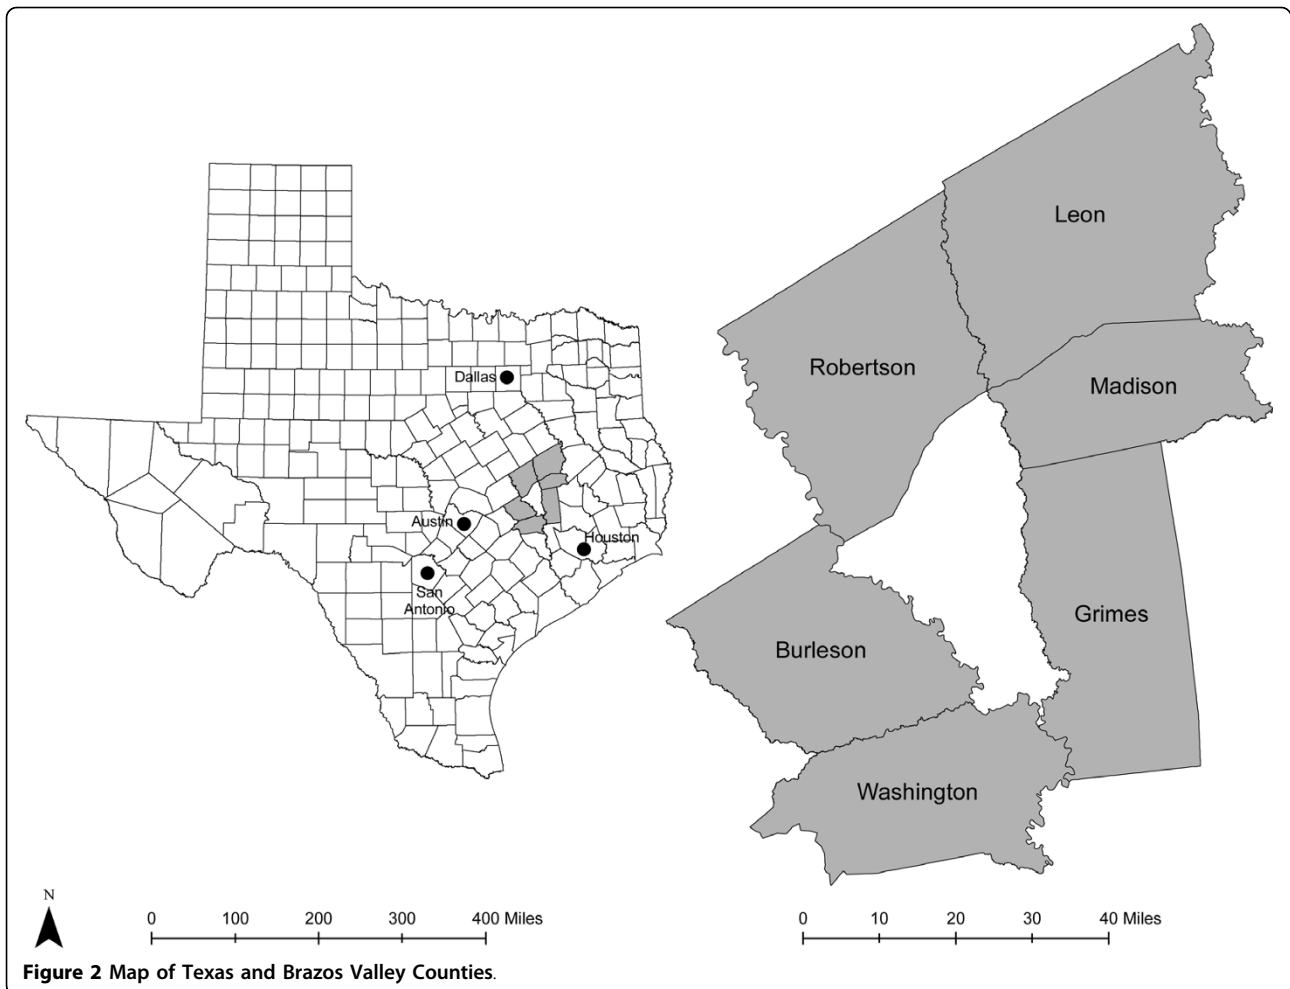 Leon
Robertson
Madison
Dallas
Austin
Houston
San
Antonio
Grimes
Burleson
Washington
N
0 100 200 300 400 Miles
0 10 20 30 40 Miles
Figure 2 Map of Texas and Brazos Valley Counties.